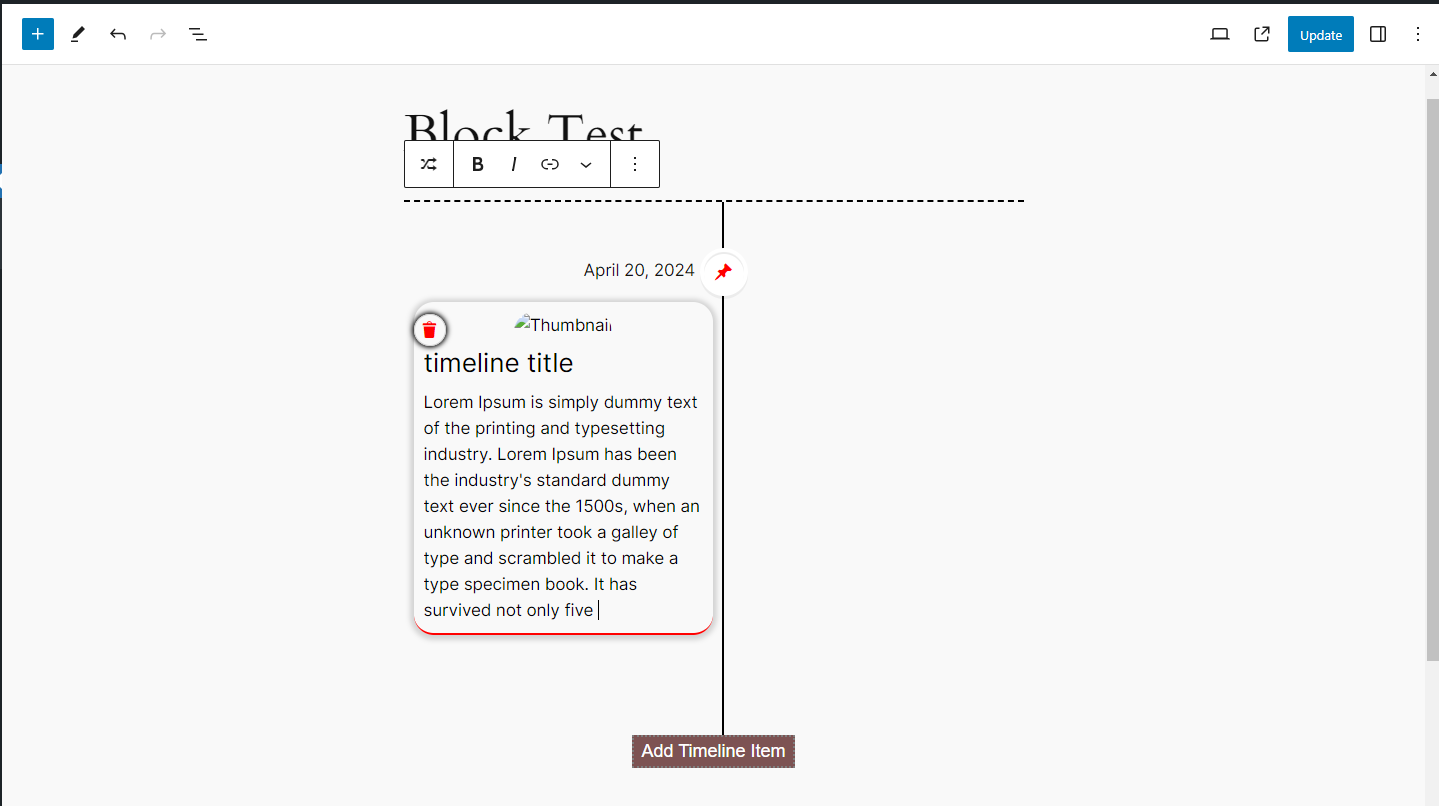 Update
Block Test
B I
April 20, 2024
Thumbnail
timeline title
Lorem Ipsum is simply dummy text
of the printing and typesetting
industry. Lorem Ipsum has been
the industry's standard dummy
text ever since the 1500s, when an
unknown printer took a galley of
type and scrambled it to make a
type specimen book. It has
survived not only five
Add Timeline Item